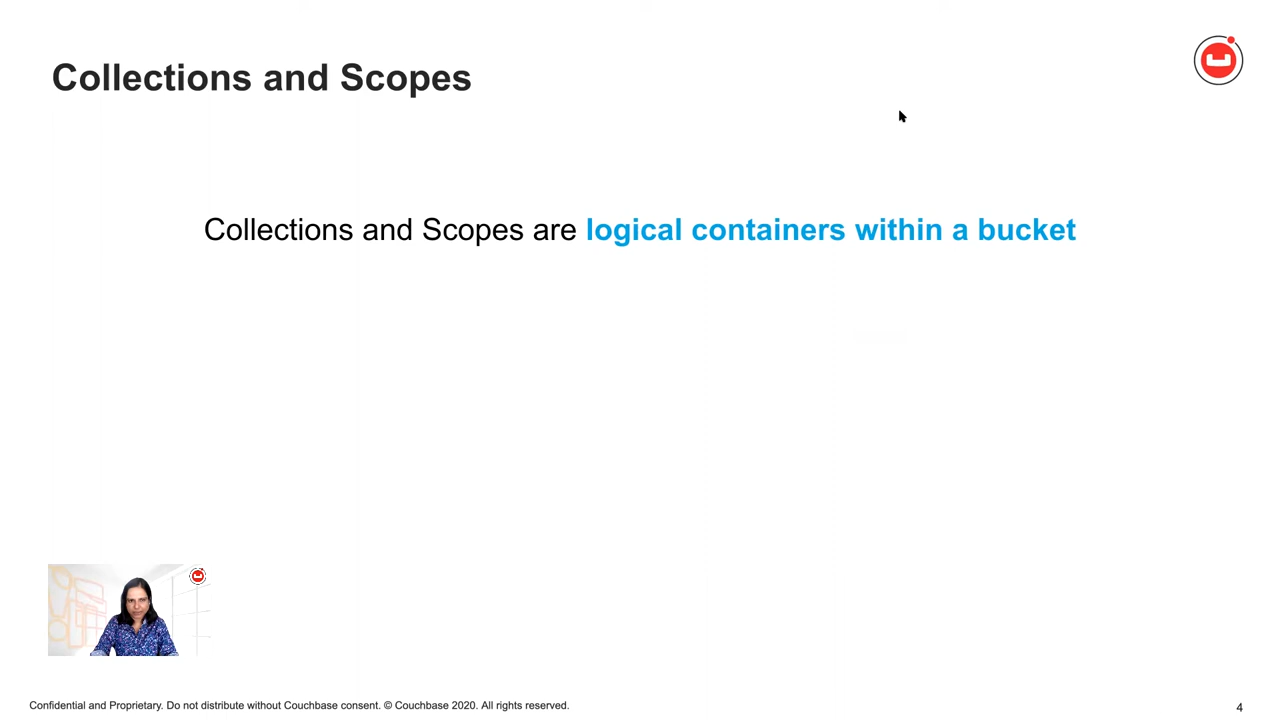 Collections and Scopes
Collections and Scopes are logical containers within a bucket
Confidential and Proprietary. Do not distribute without Couchbase consent. © Couchbase 2020. All rights reserved.
4